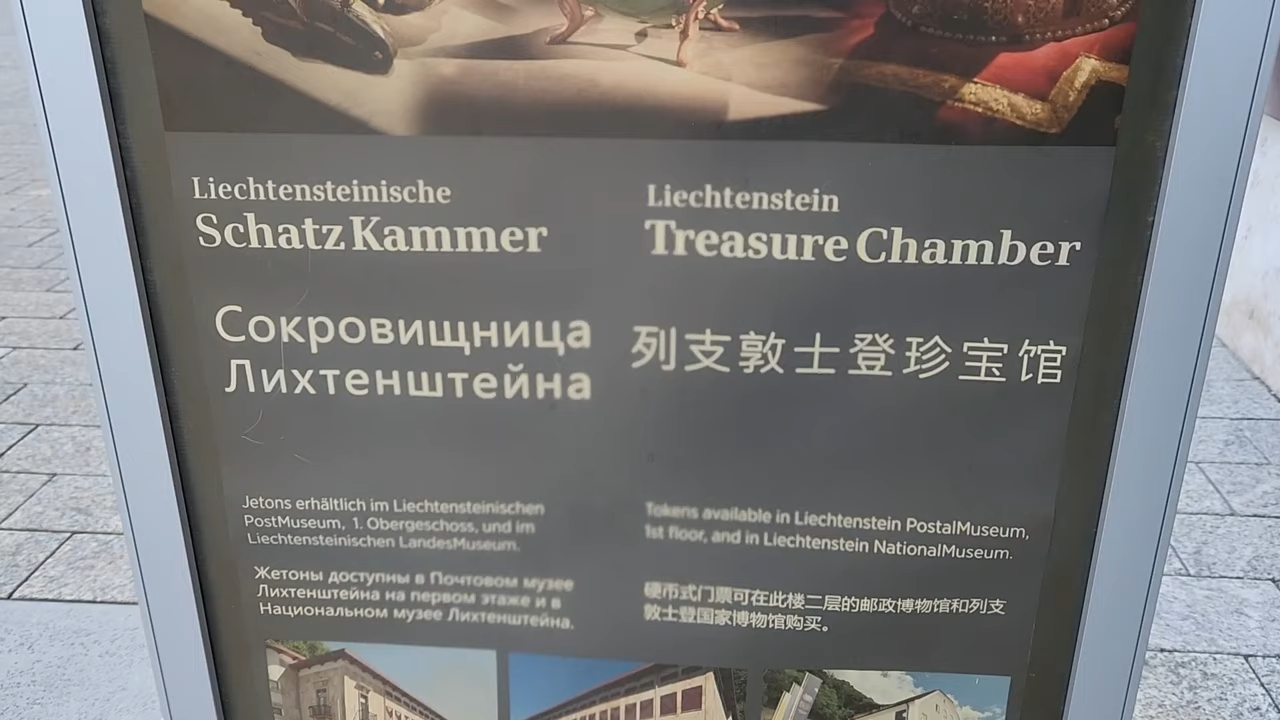 Liechtensteinische
SchatzKammer
Liechtenstein
Treasure Chamber
Сокровищница
Лихтенштейна
列支敦士登珍宝馆
Jetons erhältlich im Liechtensteinischen
PostMuseum, 1. Obergeschoss, und im
Liechtensteinischen LandesMuseum.
Tokens available in Liechtenstein PostalMuseum,
1st floor, and in Liechtenstein NationalMuseum.
Жетоны доступны в Почтовом музее
Лихтенштейна на первом этаже и в
Национальном музее Лихтенштейна.
硬币式门票可在此楼二层的邮政博物馆和列支
敦士登国家博物馆购买。